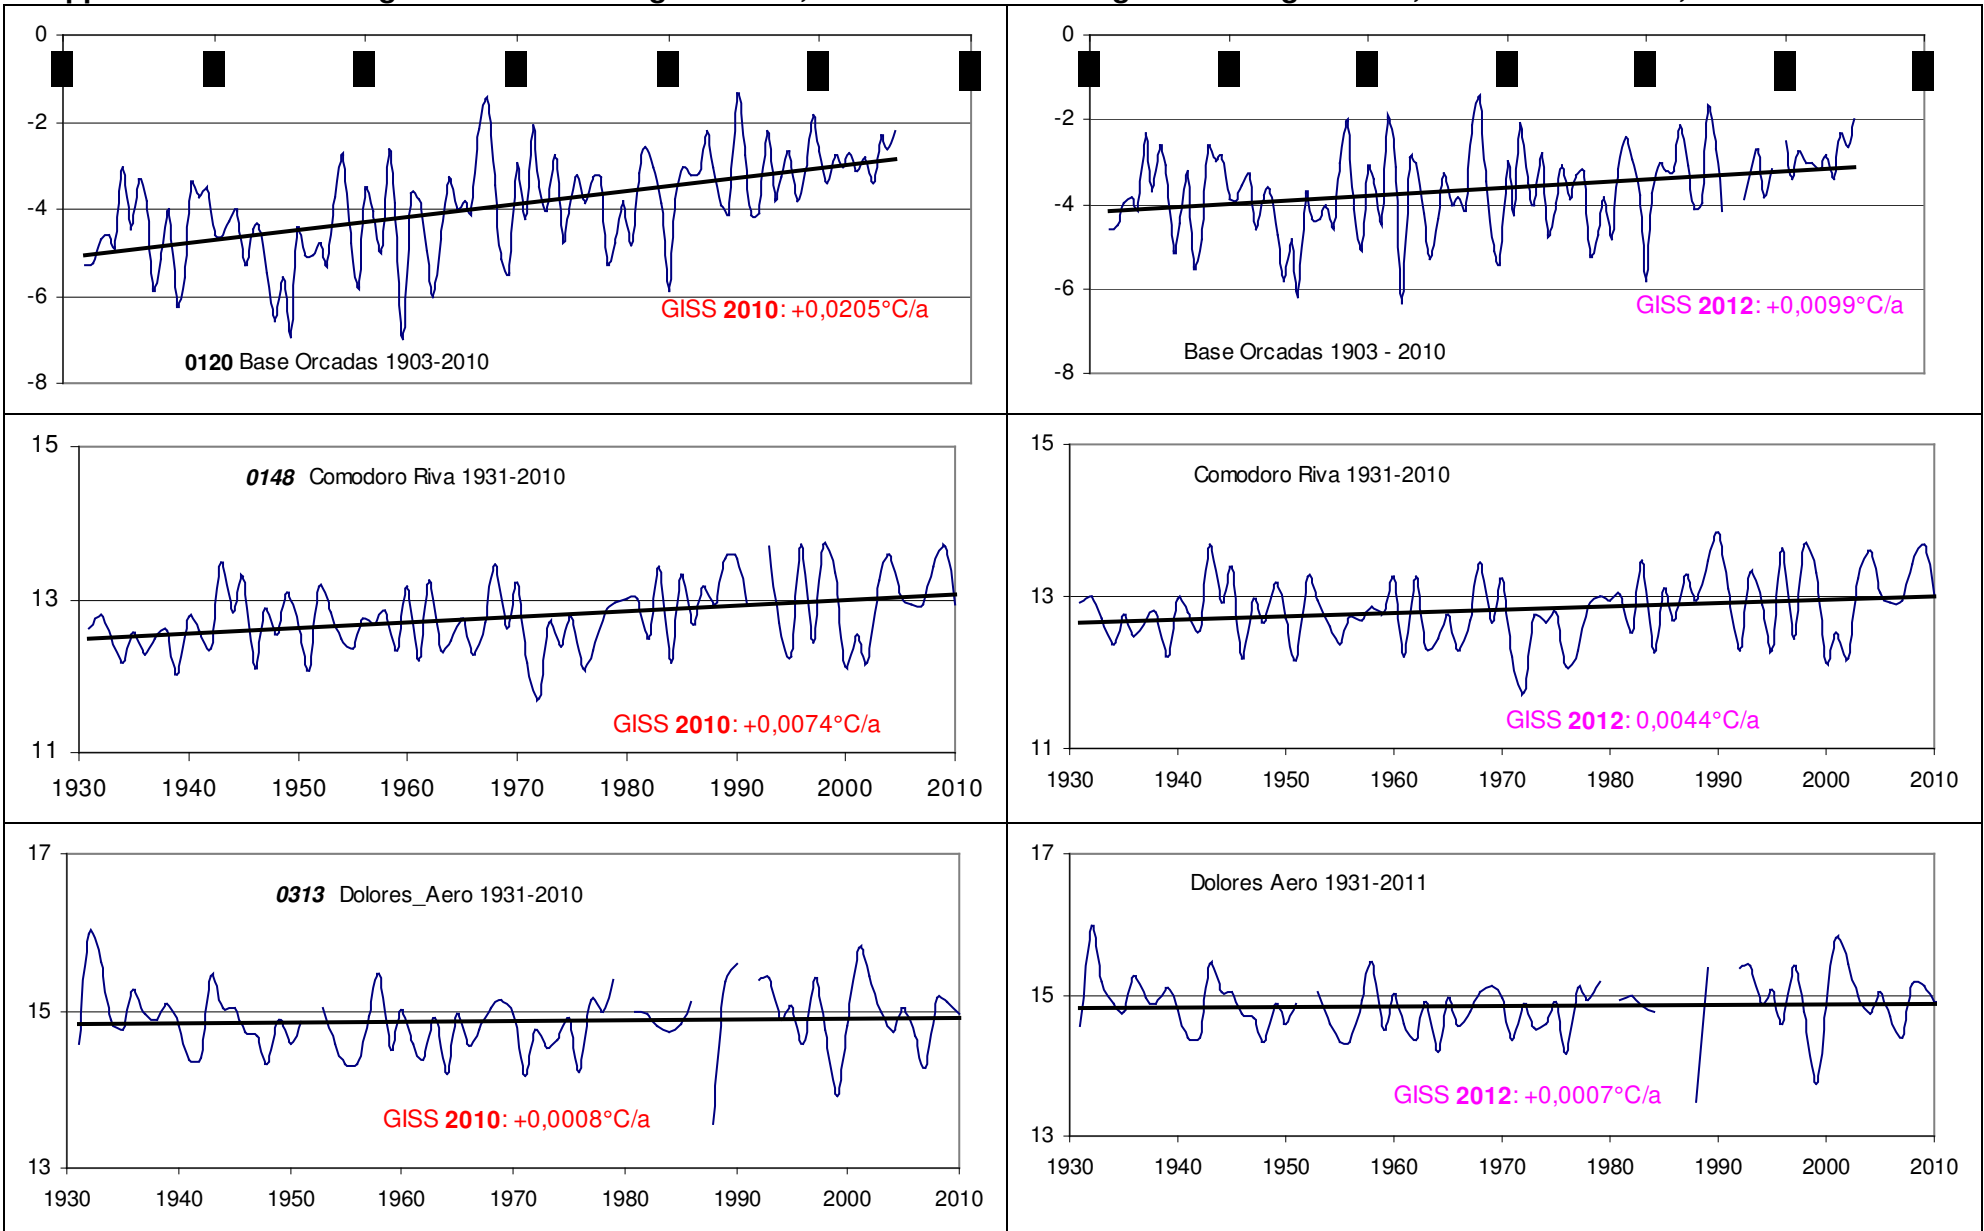 0
-2
-4
-6
-8
GISS 2010: +0,0205°C/a
0120 Base Orcadas 1903-2010
0
-2
-4
-6
-8
GISS 2012: +0,0099°C/a
Base Orcadas 1903 - 2010
15
13
11
0148 Comodoro Riva 1931-2010
GISS 2010: +0,0074°C/a
1930 1940 1950 1960 1970 1980 1990 2000 2010
15
13
11
Comodoro Riva 1931-2010
GISS 2012: 0,0044°C/a
1930 1940 1950 1960 1970 1980 1990 2000 2010
17
15
13
0313 Dolores_Aero 1931-2010
GISS 2010: +0,0008°C/a
1930 1940 1950 1960 1970 1980 1990 2000 2010
17
15
13
Dolores Aero 1931-2011
GISS 2012: +0,0007°C/a
1930 1940 1950 1960 1970 1980 1990 2000 2010